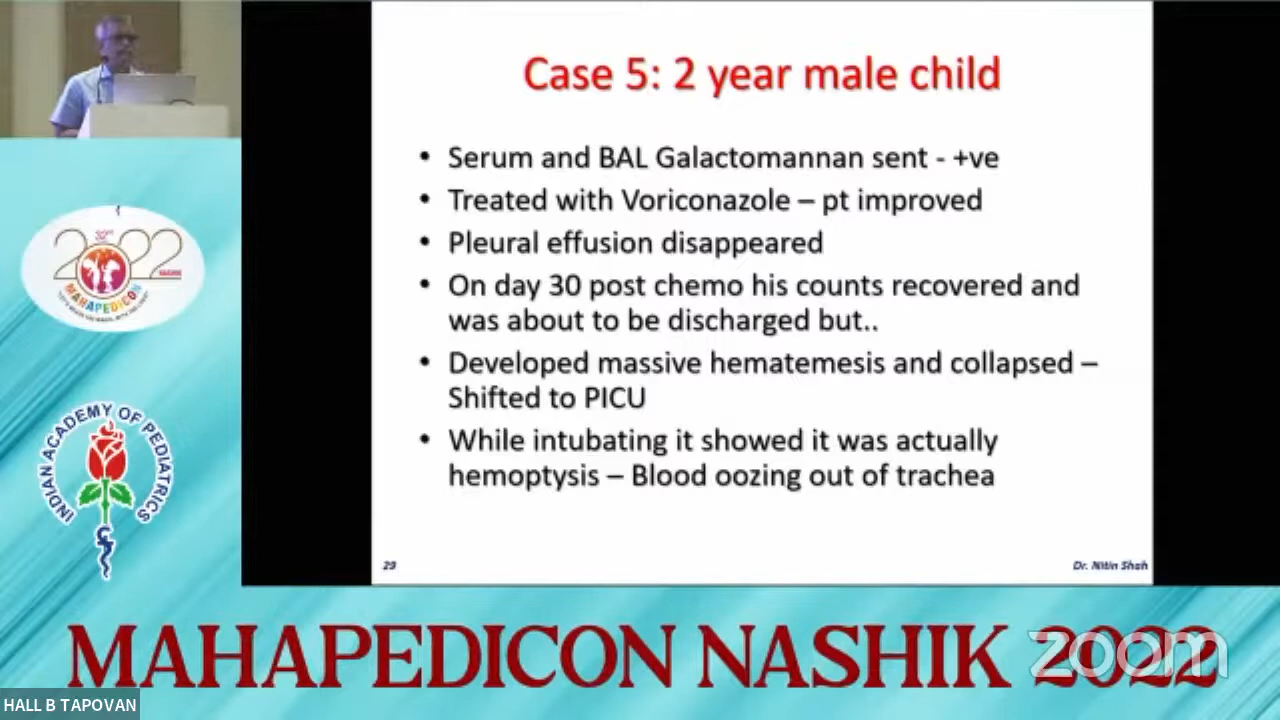 Case 5: 2 year male child
• Serum and BAL Galactomannan sent - +ve
• Treated with Voriconazole – pt improved
• Pleural effusion disappeared
• On day 30 post chemo his counts recovered and
was about to be discharged but..
• Developed massive hematemesis and collapsed –
Shifted to PICU
• While intubating it showed it was actually
hemoptysis – Blood oozing out of trachea
29
Dr. Nitin Shah
2022
MAHAPEDICON
INDIAN ACADEMY OF PEDIATRICS
MAHAPEDICON NASHIK 2022
zoom
HALL B TAPOVAN